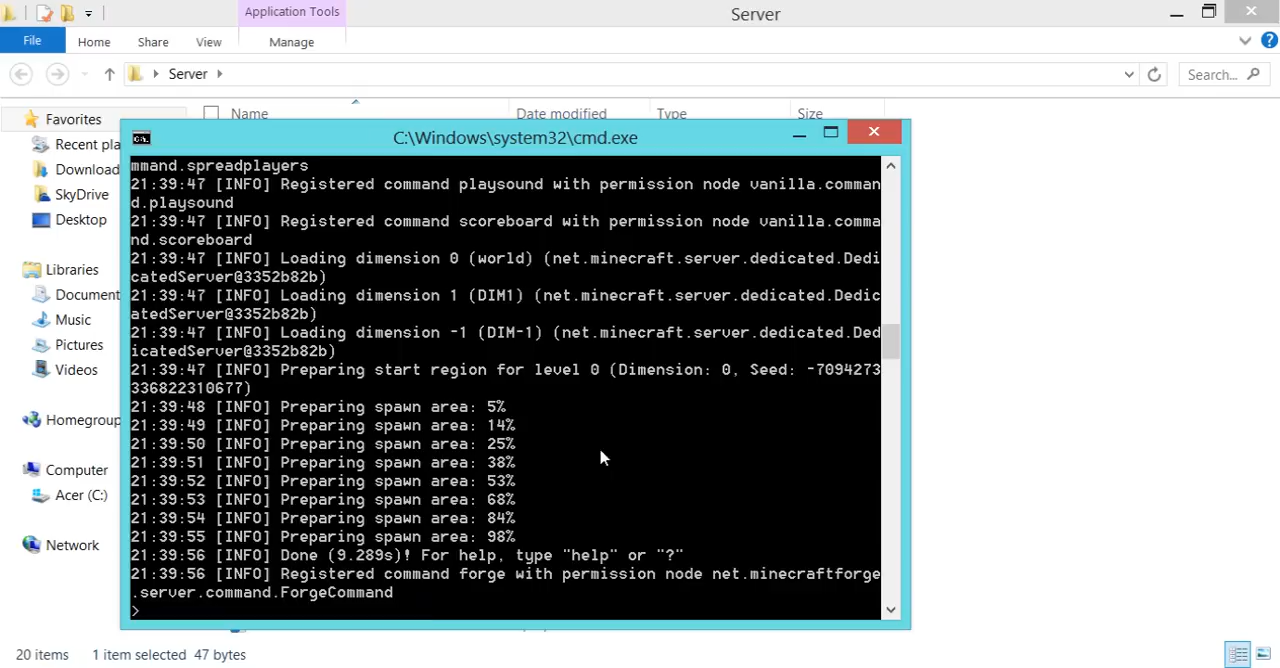 Application Tools
Server
File
Home
Share
View
Manage
Server
Search...
Favorites
Recent pla
Download
SkyDrive
Desktop
Libraries
Document
Music
Pictures
Videos
Homegroup
Computer
Acer (C:)
Network
Name
Date modified
Type
Size
C:\Windows\system32\cmd.exe
mmand.spreadplayers
21:39:47 [INFO] Registered command playsound with permission node vanilla.comman
d.playsound
21:39:47 [INFO] Registered command scoreboard with permission node vanilla.comma
nd.scoreboard
21:39:47 [INFO] Loading dimension 0 (world) (net.minecraft.server.dedicated.Dedi
catedServer@3352b82b)
21:39:47 [INFO] Loading dimension 1 (DIM1) (net.minecraft.server.dedicated.Dedic
atedServer@3352b82b)
21:39:47 [INFO] Loading dimension -1 (DIM-1) (net.minecraft.server.dedicated.Ded
icatedServer@3352b82b)
21:39:47 [INFO] Preparing start region for level 0 (Dimension: 0, Seed: -7094273
336822310677)
21:39:48 [INFO] Preparing spawn area: 5%
21:39:49 [INFO] Preparing spawn area: 14%
21:39:50 [INFO] Preparing spawn area: 25%
21:39:51 [INFO] Preparing spawn area: 38%
21:39:52 [INFO] Preparing spawn area: 53%
21:39:53 [INFO] Preparing spawn area: 68%
21:39:54 [INFO] Preparing spawn area: 84%
21:39:55 [INFO] Preparing spawn area: 98%
21:39:56 [INFO] Done (9.289s)! For help, type "help" or "?"
21:39:56 [INFO] Registered command forge with permission node net.minecraftforge
.server.command.ForgeCommand
>
20 items
1 item selected 47 bytes